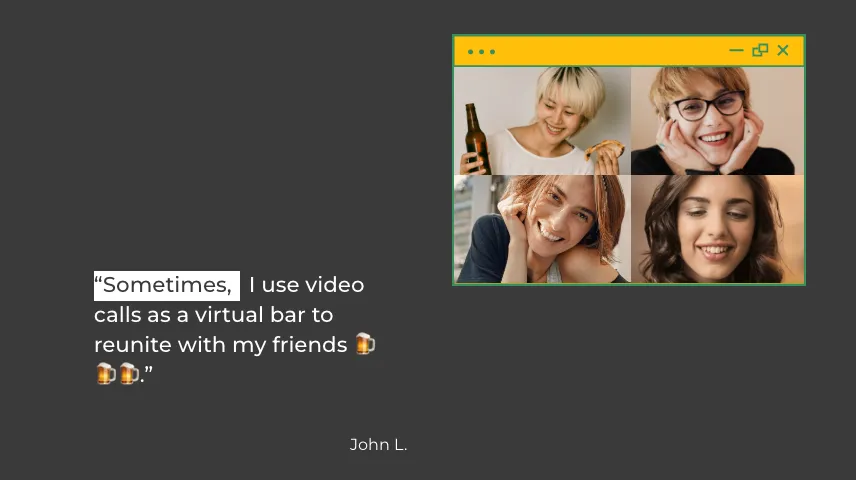 “Sometimes, I use video
calls as a virtual bar to
reunite with my friends 🍺
🍺🍺.”
John L.